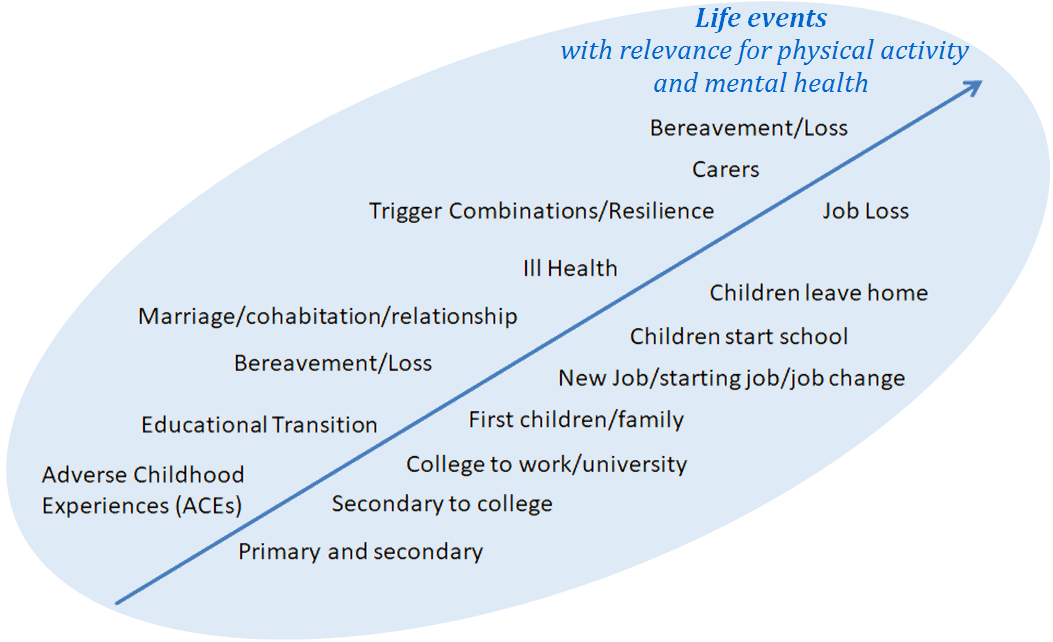 Life events
with relevance for physical activity
and mental health
Bereavement/Loss
Carers
Trigger Combinations/Resilience
Job Loss
Ill Health
Children leave home
Marriage/cohabitation/relationship
Children start school
Bereavement/Loss
New Job/starting job/job change
Educational Transition
First children/family
College to work/university
Adverse Childhood
Experiences (ACEs)
Secondary to college
Primary and secondary